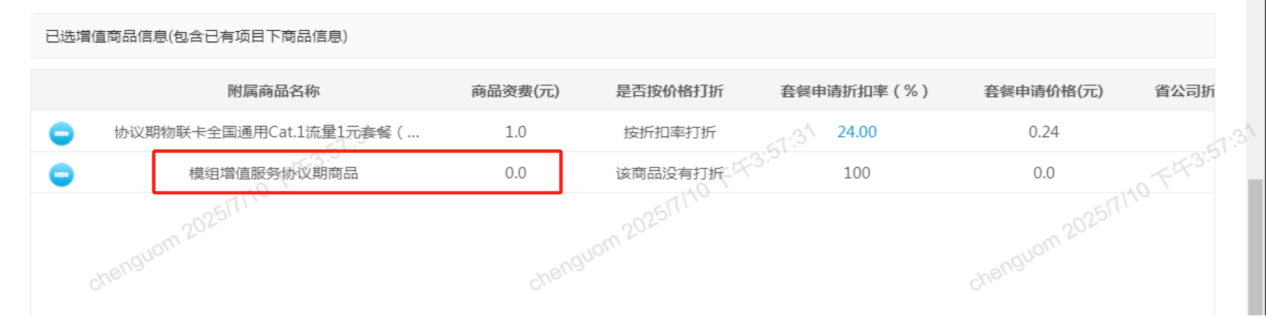 已选增值商品信息(包含已有项目下商品信息)
附属商品名称 商品资费(元) 是否按价格打折 套餐申请折扣率（%） 套餐申请价格(元) 省公司折
协议期物联卡全国通用Cat.1流量1元套餐（... 1.0 按折扣率打折 24.00 0.24
模组增值服务协议期商品 0.0 该商品没有打折 100 0.0
chenguom 2025/7/10 下午3:57:31
chenguom 2025/7/10 下午3:57:31
chenguom 2025/7/10 下午3:57:31